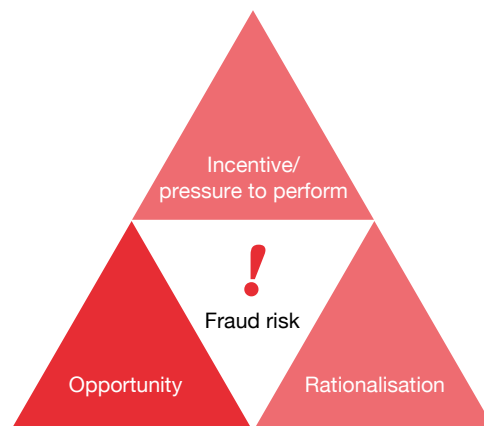 Incentive/
pressure to perform
!
Fraud risk
Opportunity
Rationalisation